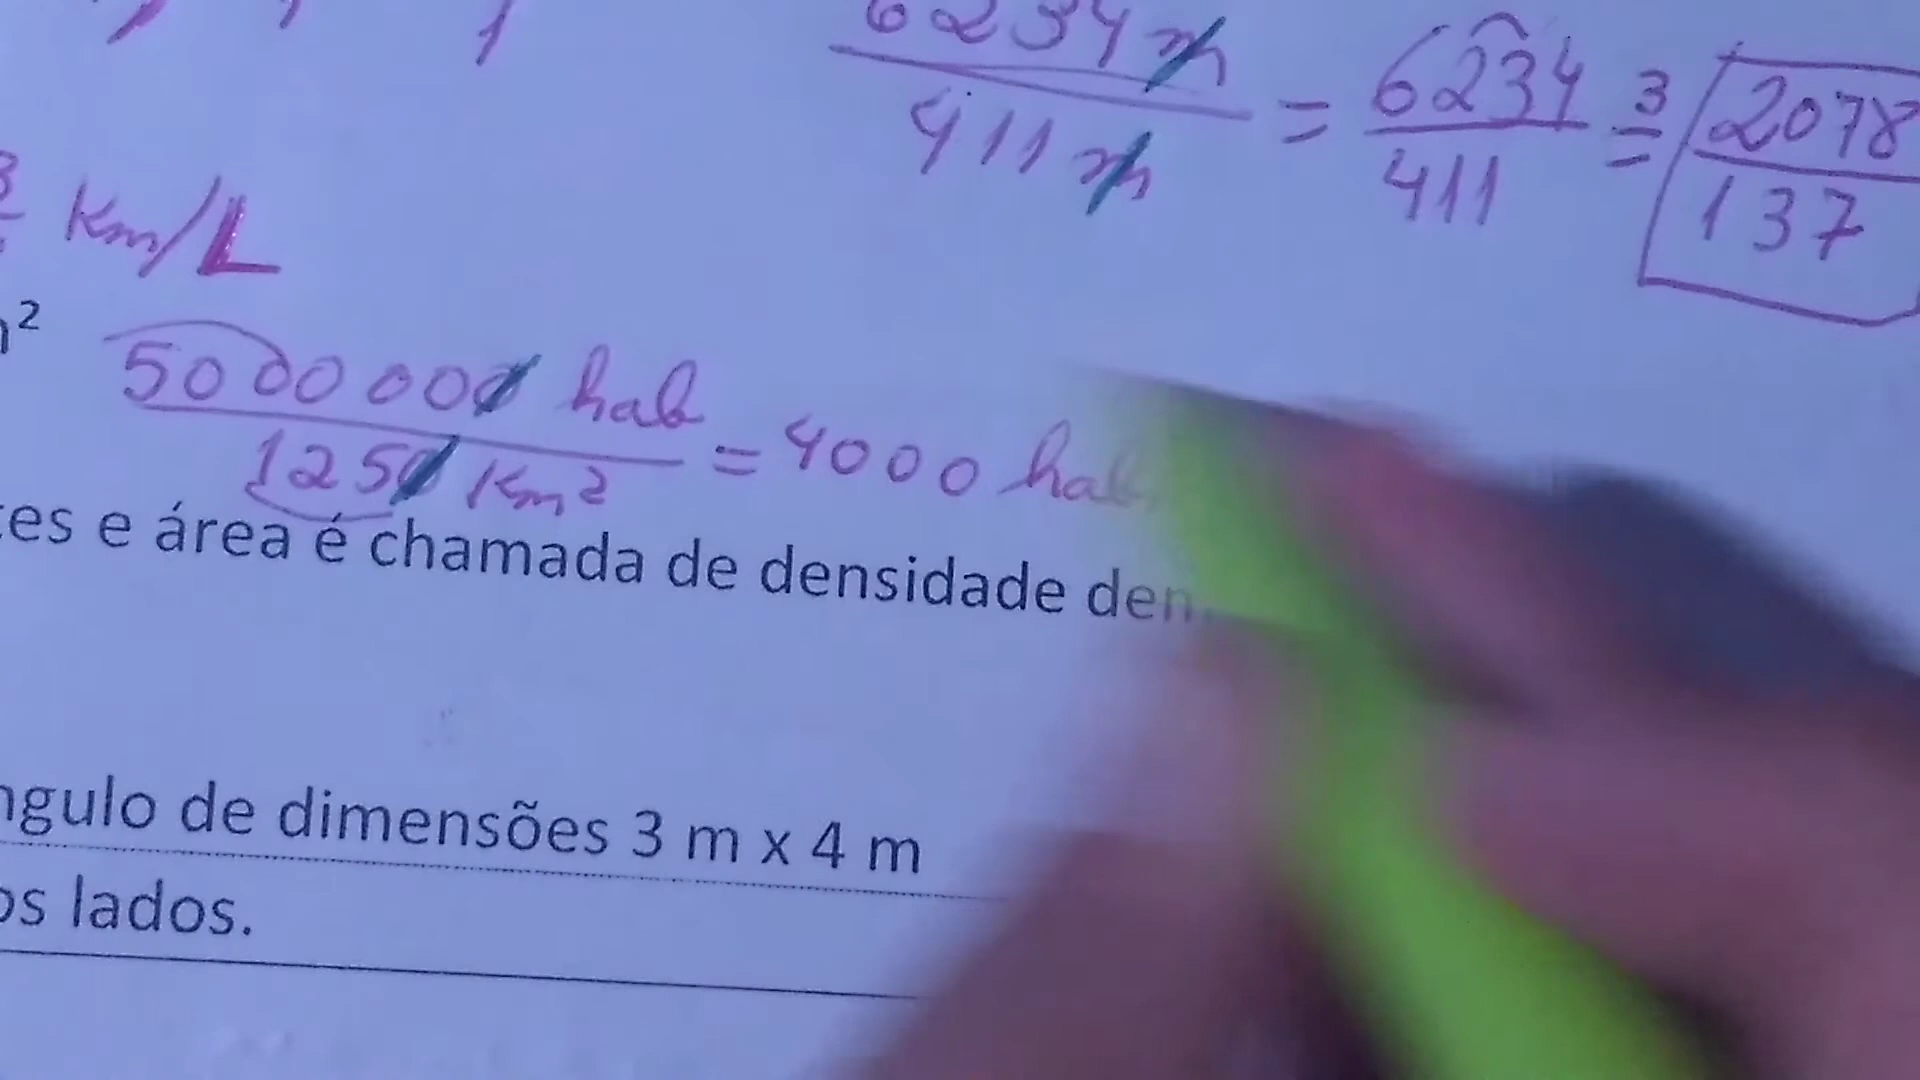 6234 m / 411 m = 6234 / 411 =³ 2078 / 137
Km/L
5000000 hab / 1250 Km² = 4000 hab
es e área é chamada de densidade den
ngulo de dimensões 3 m x 4 m
os lados.